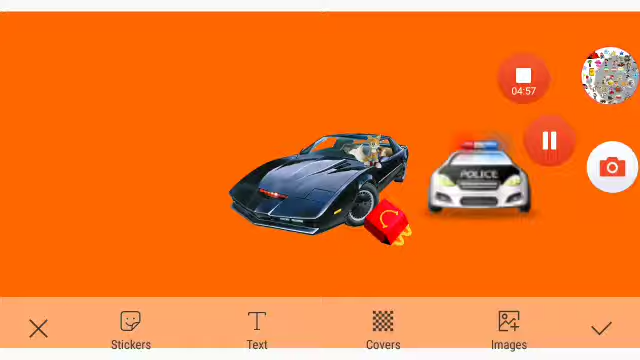 04:57
POLICE
Stickers
Text
Covers
Images